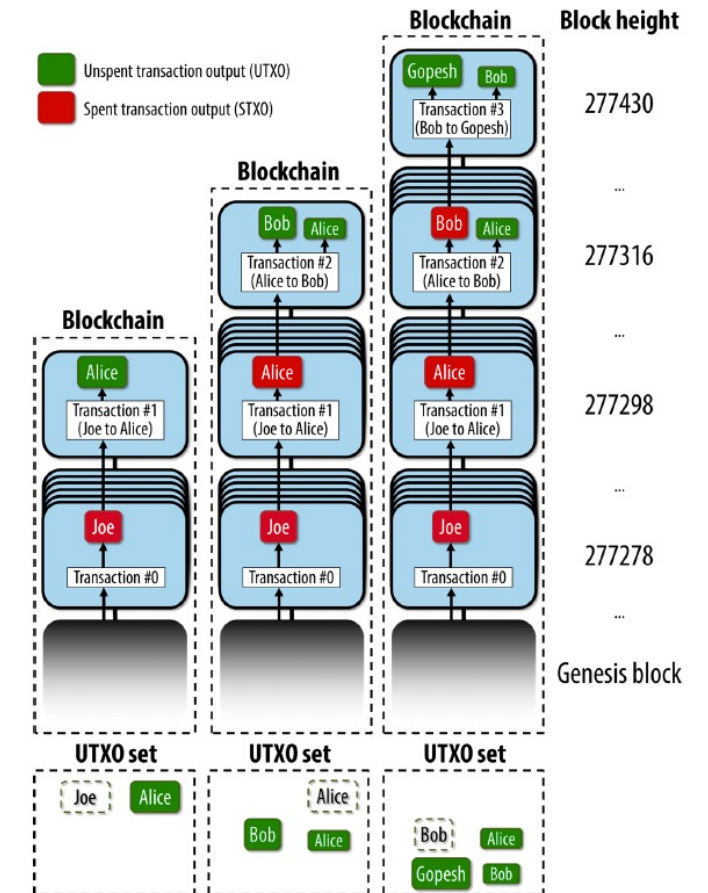 Blockchain
Block height
Unspent transaction output (UTXO)
Spent transaction output (STXO)
Gopesh
Bob
Transaction #3
(Bob to Gopesh)
277430
...
Blockchain
Bob
Alice
Transaction #2
(Alice to Bob)
Bob
Alice
Transaction #2
(Alice to Bob)
277316
...
Blockchain
Alice
Transaction #1
(Joe to Alice)
Alice
Transaction #1
(Joe to Alice)
Alice
Transaction #1
(Joe to Alice)
277298
...
Joe
Transaction #0
Joe
Transaction #0
Joe
Transaction #0
277278
...
Genesis block
UTXO set
UTXO set
UTXO set
Joe
Alice
Alice
Bob
Alice
Bob
Alice
Gopesh
Bob